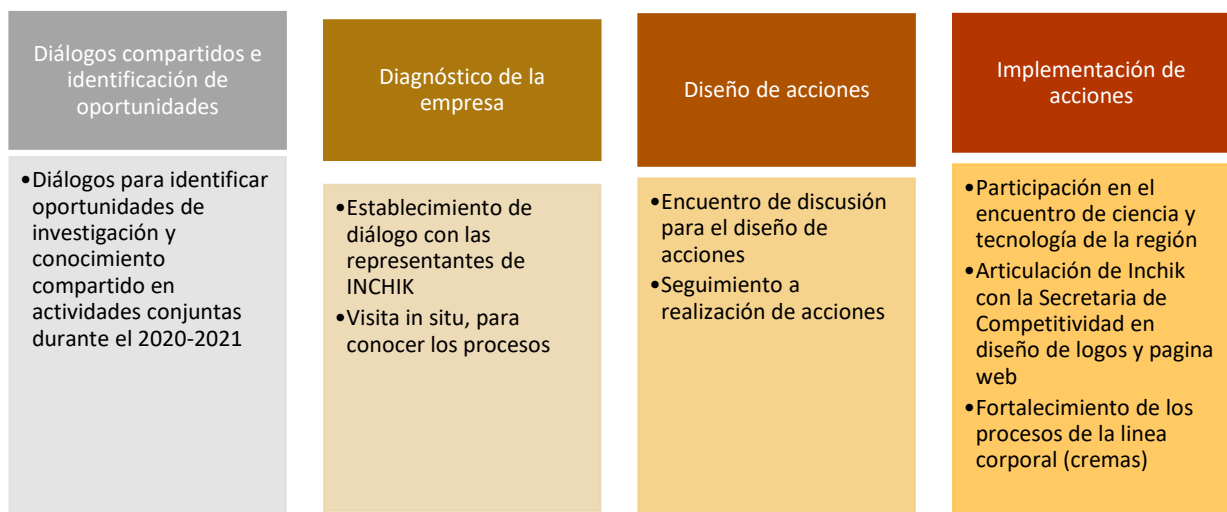 Diálogos compartidos e
identificación de
oportunidades
•Diálogos para identificar
oportunidades de
investigación y
conocimiento
compartido en
actividades conjuntas
durante el 2020-2021
Diagnóstico de la
empresa
•Establecimiento de
diálogo con las
representantes de
INCHIK
•Visita in situ, para
conocer los procesos
Diseño de acciones
•Encuentro de discusión
para el diseño de
acciones
•Seguimiento a
realización de acciones
Implementación de
acciones
•Participación en el
encuentro de ciencia y
tecnología de la región
•Articulación de Inchik
con la Secretaria de
Competitividad en
diseño de logos y pagina
web
•Fortalecimiento de los
procesos de la linea
corporal (cremas)